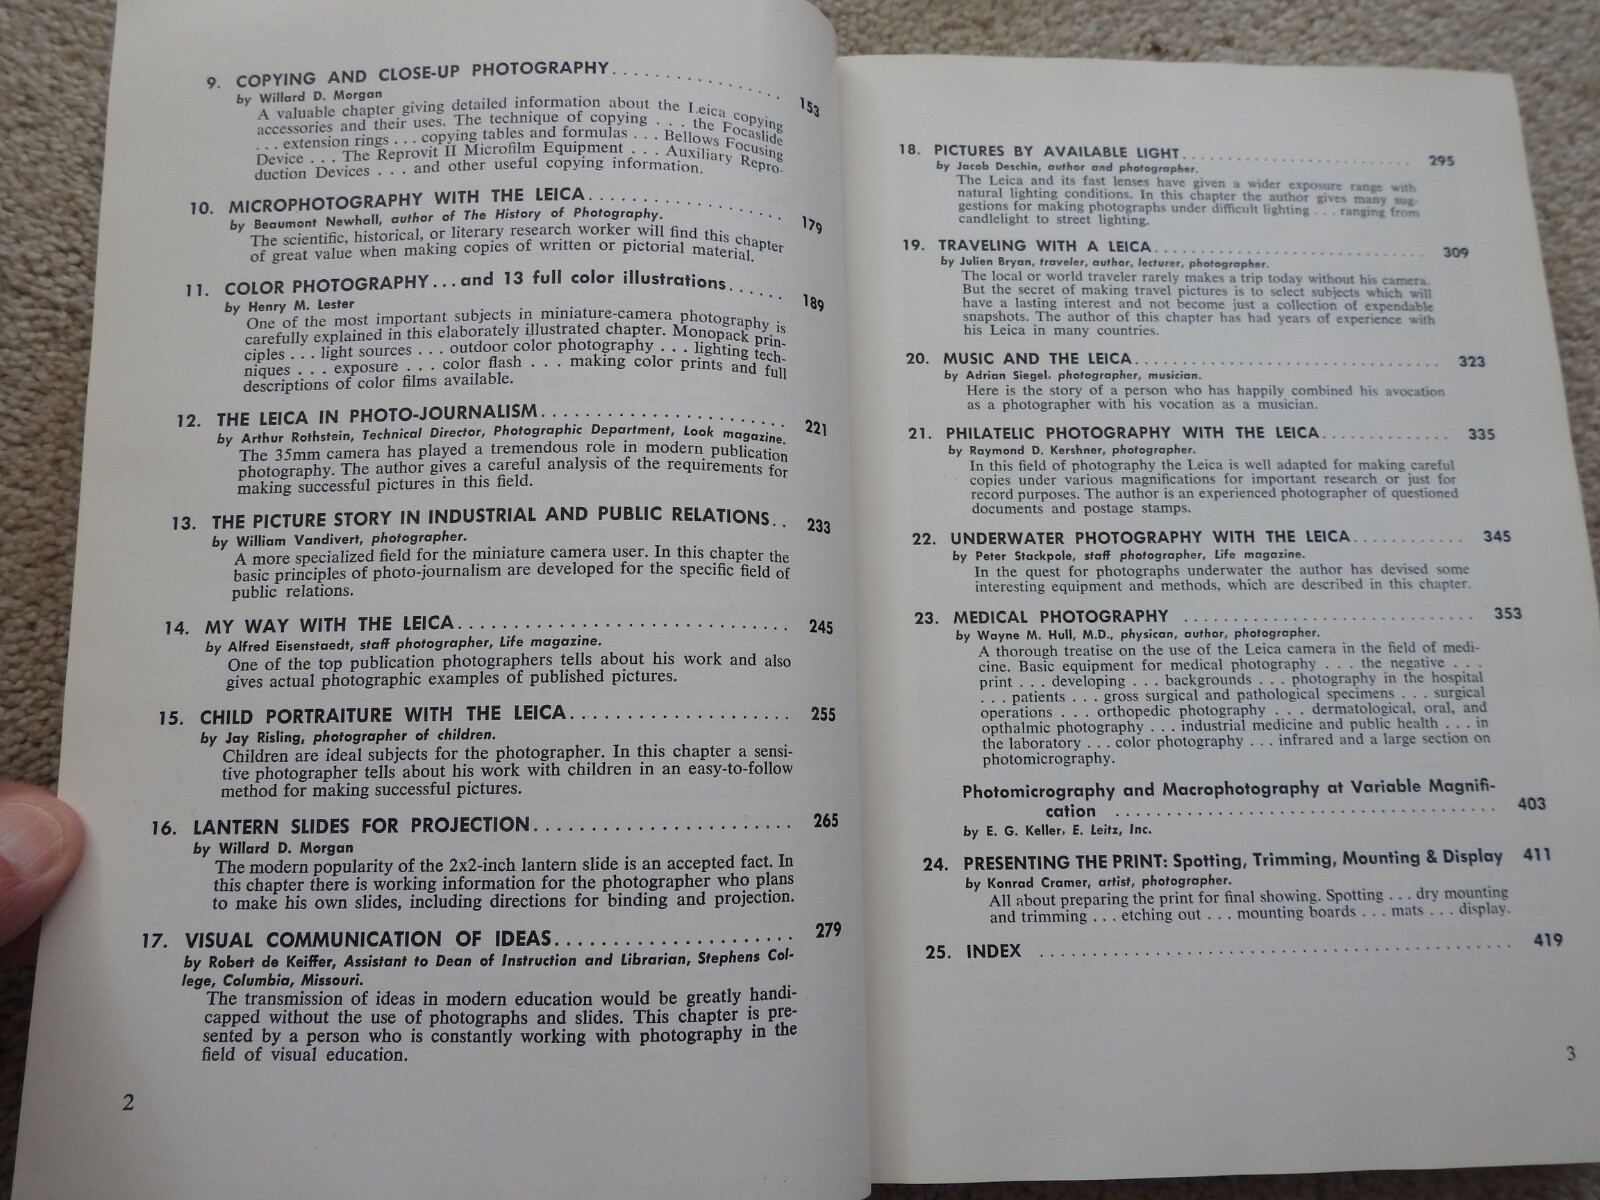 9. COPYING AND CLOSE-UP PHOTOGRAPHY................ 153
by Willard D. Morgan
A valuable chapter giving detailed information about the Leica copying
accessories and their uses. The technique of copying . . . the Focaslide
. . . extension rings . . . copying tables and formulas . . . Bellows Focusing
Device . . . The Reprovit II Microfilm Equipment . . . Auxiliary Repro-
duction Devices . . . and other useful copying information.
10. MICROPHOTOGRAPHY WITH THE LEICA................ 179
by Beaumont Newhall, author of The History of Photography.
The scientific, historical, or literary research worker will find this chapter
of great value when making copies of written or pictorial material.
11. COLOR PHOTOGRAPHY...and 13 full color illustrations...... 189
by Henry M. Lester
One of the most important subjects in miniature-camera photography is
carefully explained in this elaborately illustrated chapter. Monopack prin-
ciples . . . light sources . . . outdoor color photography . . . lighting tech-
niques . . . exposure . . . color flash . . . making color prints and full
descriptions of color films available.
12. THE LEICA IN PHOTO-JOURNALISM...................... 221
by Arthur Rothstein, Technical Director, Photographic Department, Look magazine.
The 35mm camera has played a tremendous role in modern publication
photography. The author gives a careful analysis of the requirements for
making successful pictures in this field.
13. THE PICTURE STORY IN INDUSTRIAL AND PUBLIC RELATIONS.. 233
by William Vandivert, photographer.
A more specialized field for the miniature camera user. In this chapter the
basic principles of photo-journalism are developed for the specific field of
public relations.
14. MY WAY WITH THE LEICA.............................. 245
by Alfred Eisenstaedt, staff photographer, Life magazine.
One of the top publication photographers tells about his work and also
gives actual photographic examples of published pictures.
15. CHILD PORTRAITURE WITH THE LEICA.................. 255
by Jay Risling, photographer of children.
Children are ideal subjects for the photographer. In this chapter a sensi-
tive photographer tells about his work with children in an easy-to-follow
method for making successful pictures.
16. LANTERN SLIDES FOR PROJECTION...................... 265
by Willard D. Morgan
The modern popularity of the 2x2-inch lantern slide is an accepted fact. In
this chapter there is working information for the photographer who plans
to make his own slides, including directions for binding and projection.
17. VISUAL COMMUNICATION OF IDEAS.................... 279
by Robert de Keiffer, Assistant to Dean of Instruction and Librarian, Stephens Col-
lege, Columbia, Missouri.
The transmission of ideas in modern education would be greatly handi-
capped without the use of photographs and slides. This chapter is pre-
sented by a person who is constantly working with photography in the
field of visual education.
2
18. PICTURES BY AVAILABLE LIGHT........................ 295
by Jacob Deschin, author and photographer.
The Leica and its fast lenses have given a wider exposure range with
natural lighting conditions. In this chapter the author gives many sug-
gestions for making photographs under difficult lighting . . . ranging from
candlelight to street lighting.
19. TRAVELING WITH A LEICA............................ 309
by Julien Bryan, traveler, author, lecturer, photographer.
The local or world traveler rarely makes a trip today without his camera.
But the secret of making travel pictures is to select subjects which will
have a lasting interest and not become just a collection of expendable
snapshots. The author of this chapter has had years of experience with
his Leica in many countries.
20. MUSIC AND THE LEICA.............................. 323
by Adrian Siegel, photographer, musician.
Here is the story of a person who has happily combined his avocation
as a photographer with his vocation as a musician.
21. PHILATELIC PHOTOGRAPHY WITH THE LEICA............. 335
by Raymond D. Kershner, photographer.
In this field of photography the Leica is well adapted for making careful
copies under various magnifications for important research or just for
record purposes. The author is an experienced photographer of questioned
documents and postage stamps.
22. UNDERWATER PHOTOGRAPHY WITH THE LEICA............ 345
by Peter Stackpole, staff photographer, Life magazine.
In the quest for photographs underwater the author has devised some
interesting equipment and methods, which are described in this chapter.
23. MEDICAL PHOTOGRAPHY ............................ 353
by Wayne M. Hull, M.D., physican, author, photographer.
A thorough treatise on the use of the Leica camera in the field of medi-
cine. Basic equipment for medical photography . . . the negative . . .
print . . . developing . . . backgrounds . . . photography in the hospital
. . . patients . . . gross surgical and pathological specimens . . . surgical
operations . . . orthopedic photography . . . dermatological, oral, and
opthalmic photography . . . industrial medicine and public health . . . in
the laboratory . . . color photography . . . infrared and a large section on
photomicrography.
Photomicrography and Macrophotography at Variable Magnifi-
cation .................................... 403
by E. G. Keller, E. Leitz, Inc.
24. PRESENTING THE PRINT: Spotting, Trimming, Mounting & Display 411
by Konrad Cramer, artist, photographer.
All about preparing the print for final showing. Spotting . . . dry mounting
and trimming . . . etching out . . . mounting boards . . . mats . . . display.
25. INDEX ............................................ 419
3